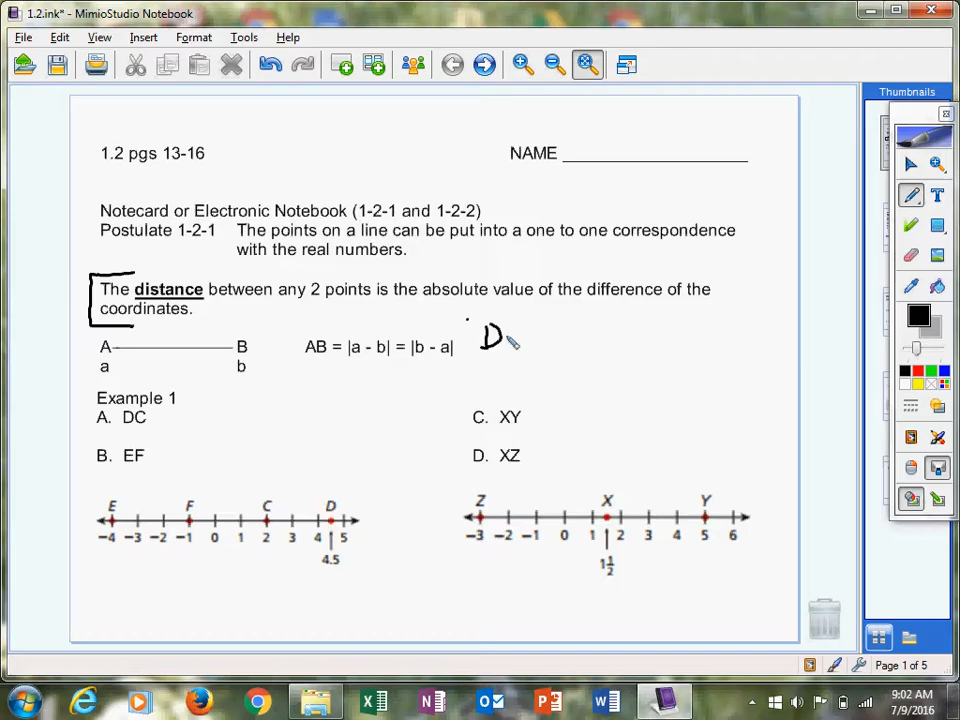 1.2.ink* - MimioStudio Notebook
File Edit View Insert Format Tools Help
Thumbnails
1.2 pgs 13-16 NAME ________________
Notecard or Electronic Notebook (1-2-1 and 1-2-2)
Postulate 1-2-1 The points on a line can be put into a one to one correspondence
with the real numbers.
The distance between any 2 points is the absolute value of the difference of the
coordinates.
A B AB = |a - b| = |b - a| D
a b
Example 1
A. DC C. XY
B. EF D. XZ
E F C D Z X Y
-4 -3 -2 -1 0 1 2 3 4 5 -3 -2 -1 0 1 2 3 4 5 6
4.5 1½
Page 1 of 5
9:02 AM
7/9/2016